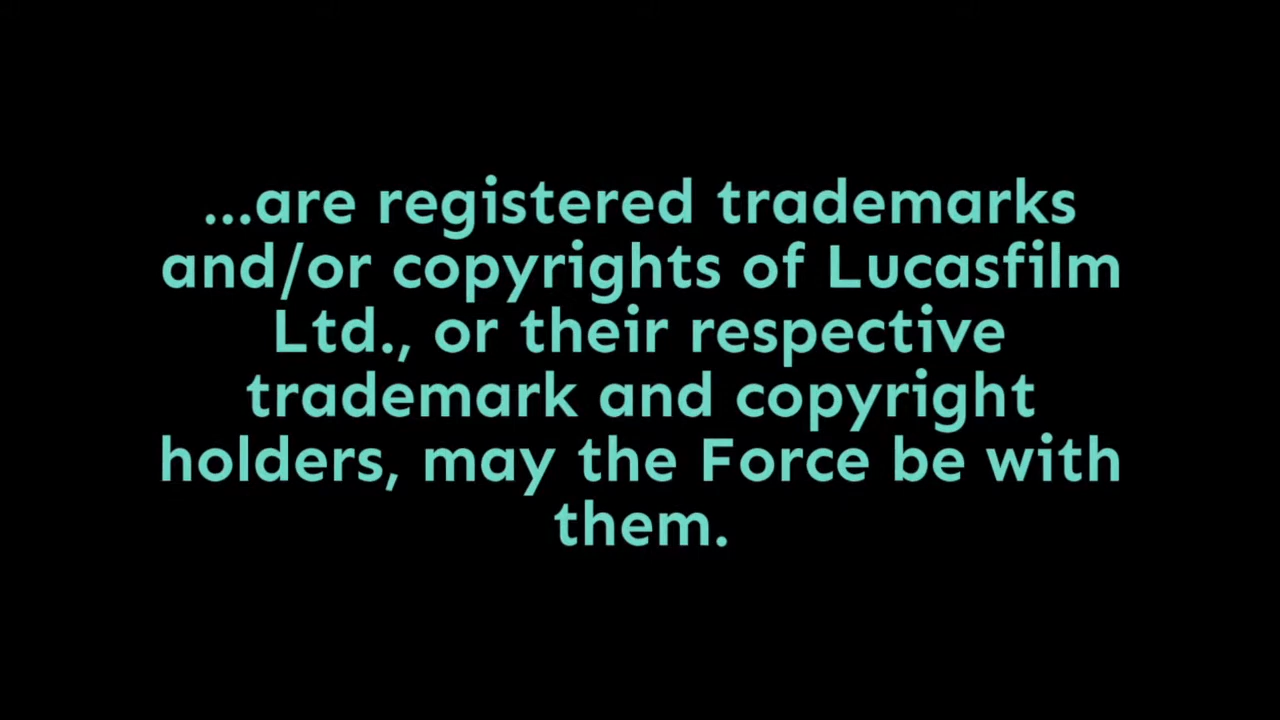 ...are registered trademarks
and/or copyrights of Lucasfilm
Ltd., or their respective
trademark and copyright
holders, may the Force be with
them.